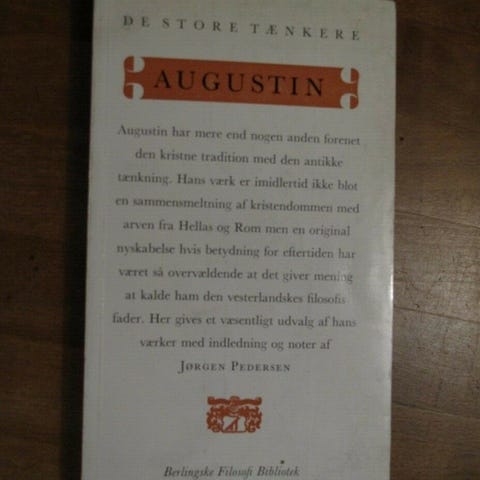 DE STORE TÆNKERE
AUGUSTIN
Augustin har mere end nogen anden forenet
den kristne tradition med den antikke
tænkning. Hans værk er imidlertid ikke blot
en sammensmeltning af kristendommen med
arven fra Hellas og Rom men en original
nyskabelse hvis betydning for eftertiden har
været så overvældende at det giver mening
at kalde ham den vesterlandskes filosofis
fader. Her gives et væsentligt udvalg af hans
værker med indledning og noter af
JØRGEN PEDERSEN
Berlingske Filosofi Bibliotek